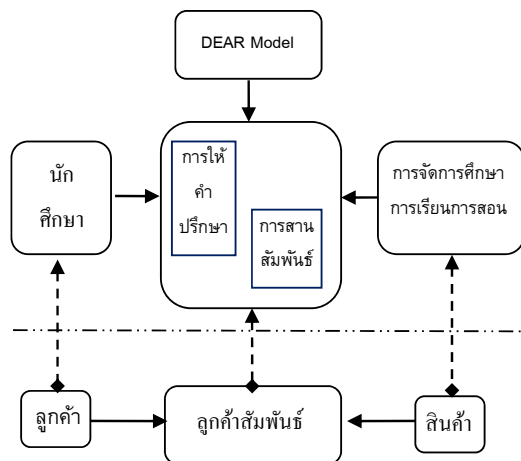 DEAR Model
นัก
ศึกษา
การให้
คำ
ปรึกษา
การสาน
สัมพันธ์
การจัดการศึกษา
การเรียนการสอน
ลูกค้า
ลูกค้าสัมพันธ์
สินค้า